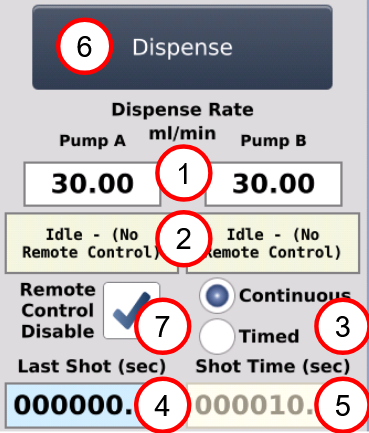 6 Dispense
Dispense Rate
Pump A ml/min Pump B
30.00 1 30.00
Idle - (No 2 Idle - (No
Remote Control) Remote Control)
Remote Continuous
Control 7 3
Disable Timed
Last Shot (sec) Shot Time (sec)
000000. 4 000010. 5